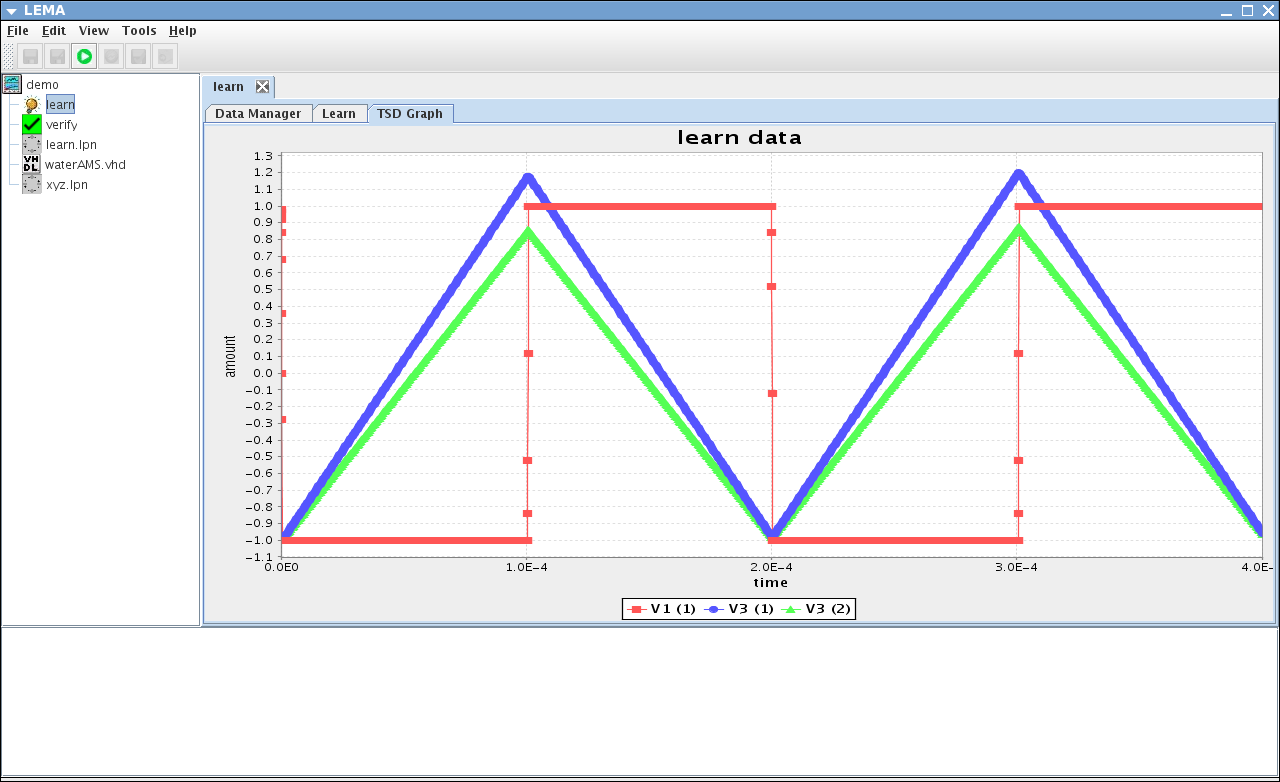 LEMA
File Edit View Tools Help
demo
learn
verify
learn.lpn
VHDL waterAMS.vhd
xyz.lpn
learn
Data Manager Learn TSD Graph
learn data
1.3
1.2
1.1
1.0
0.9
0.8
0.7
0.6
0.5
0.4
0.3
0.2
0.1
0.0
-0.1
-0.2
-0.3
-0.4
-0.5
-0.6
-0.7
-0.8
-0.9
-1.0
-1.1
amount
0.0E0 1.0E-4 2.0E-4 3.0E-4 4.0E-
time
V1 (1) V3 (1) V3 (2)